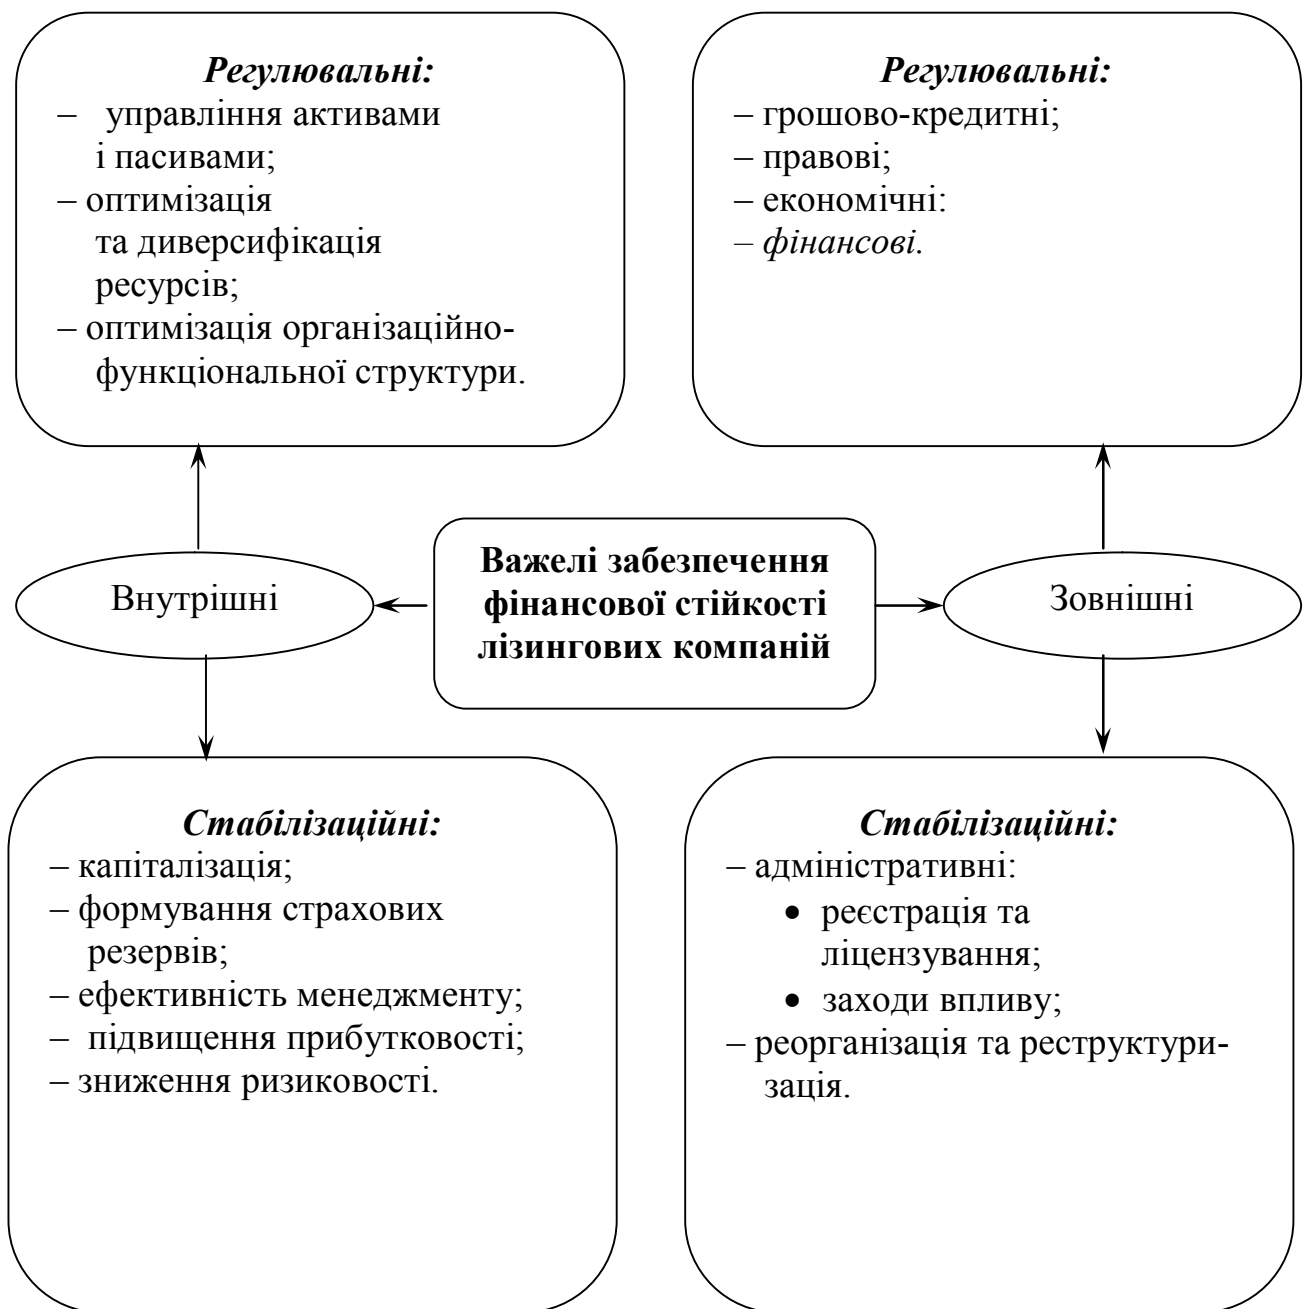 Регулювальні:
–   управління активами
і пасивами;
– оптимізація
та диверсифікація
ресурсів;
– оптимізація організаційно-
функціональної структури.
Регулювальні:
– грошово-кредитні;
– правові;
– економічні:
– фінансові.
Внутрішні
Важелі забезпечення
фінансової стійкості
лізингових компаній
Зовнішні
Стабілізаційні:
– капіталізація;
– формування страхових
резервів;
– ефективність менеджменту;
–  підвищення прибутковості;
– зниження ризиковості.
Стабілізаційні:
– адміністративні:
• реєстрація та
ліцензування;
• заходи впливу;
– реорганізація та реструктури-
зація.